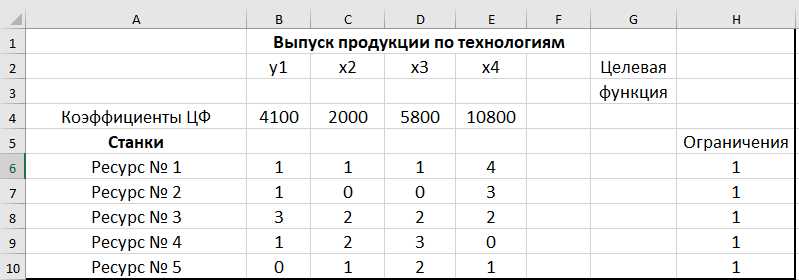 A B C D E F G H
1 Выпуск продукции по технологиям
2 y1 x2 x3 x4 Целевая
3 функция
4 Коэффициенты ЦФ 4100 2000 5800 10800
5 Станки Ограничения
6 Ресурс № 1 1 1 1 4 1
7 Ресурс № 2 1 0 0 3 1
8 Ресурс № 3 3 2 2 2 1
9 Ресурс № 4 1 2 3 0 1
10 Ресурс № 5 0 1 2 1 1